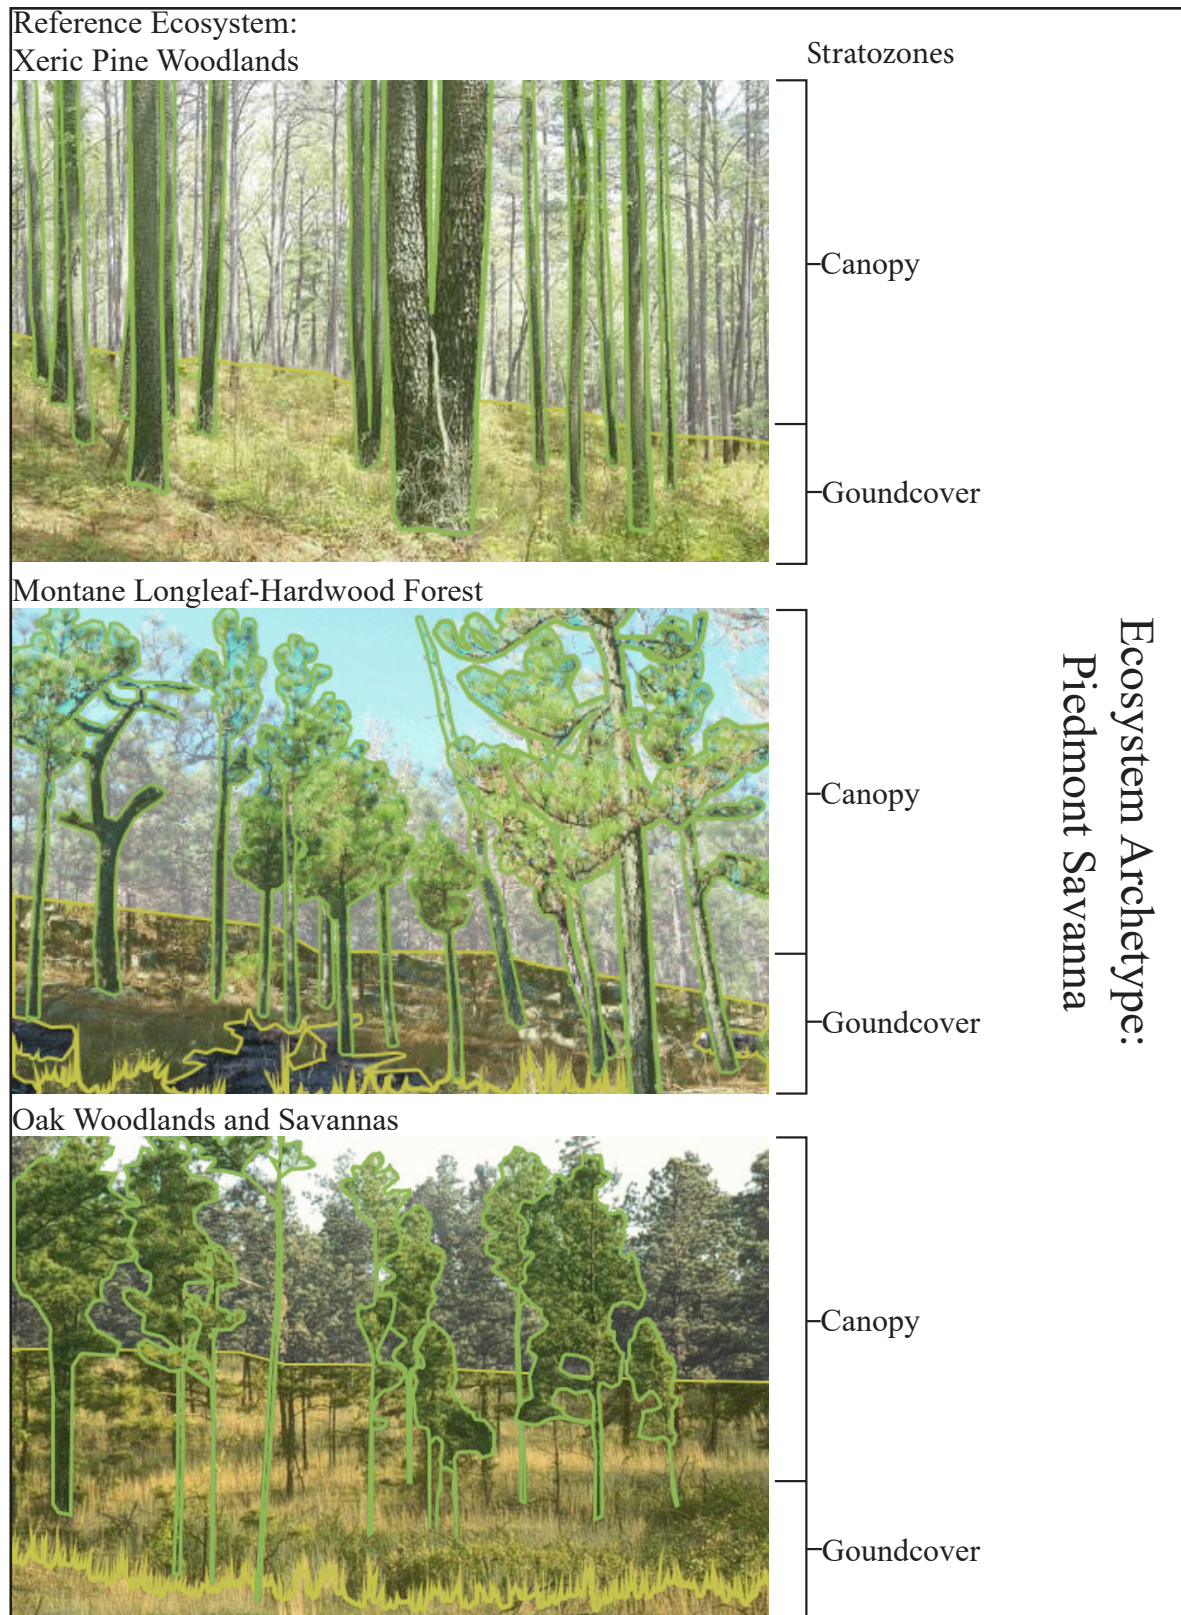 Reference Ecosystem:
Xeric Pine Woodlands
Stratozones
Canopy
Goundcover
Montane Longleaf-Hardwood Forest
Canopy
Goundcover
Ecosystem Archetype:
Piedmont Savanna
Oak Woodlands and Savannas
Canopy
Goundcover